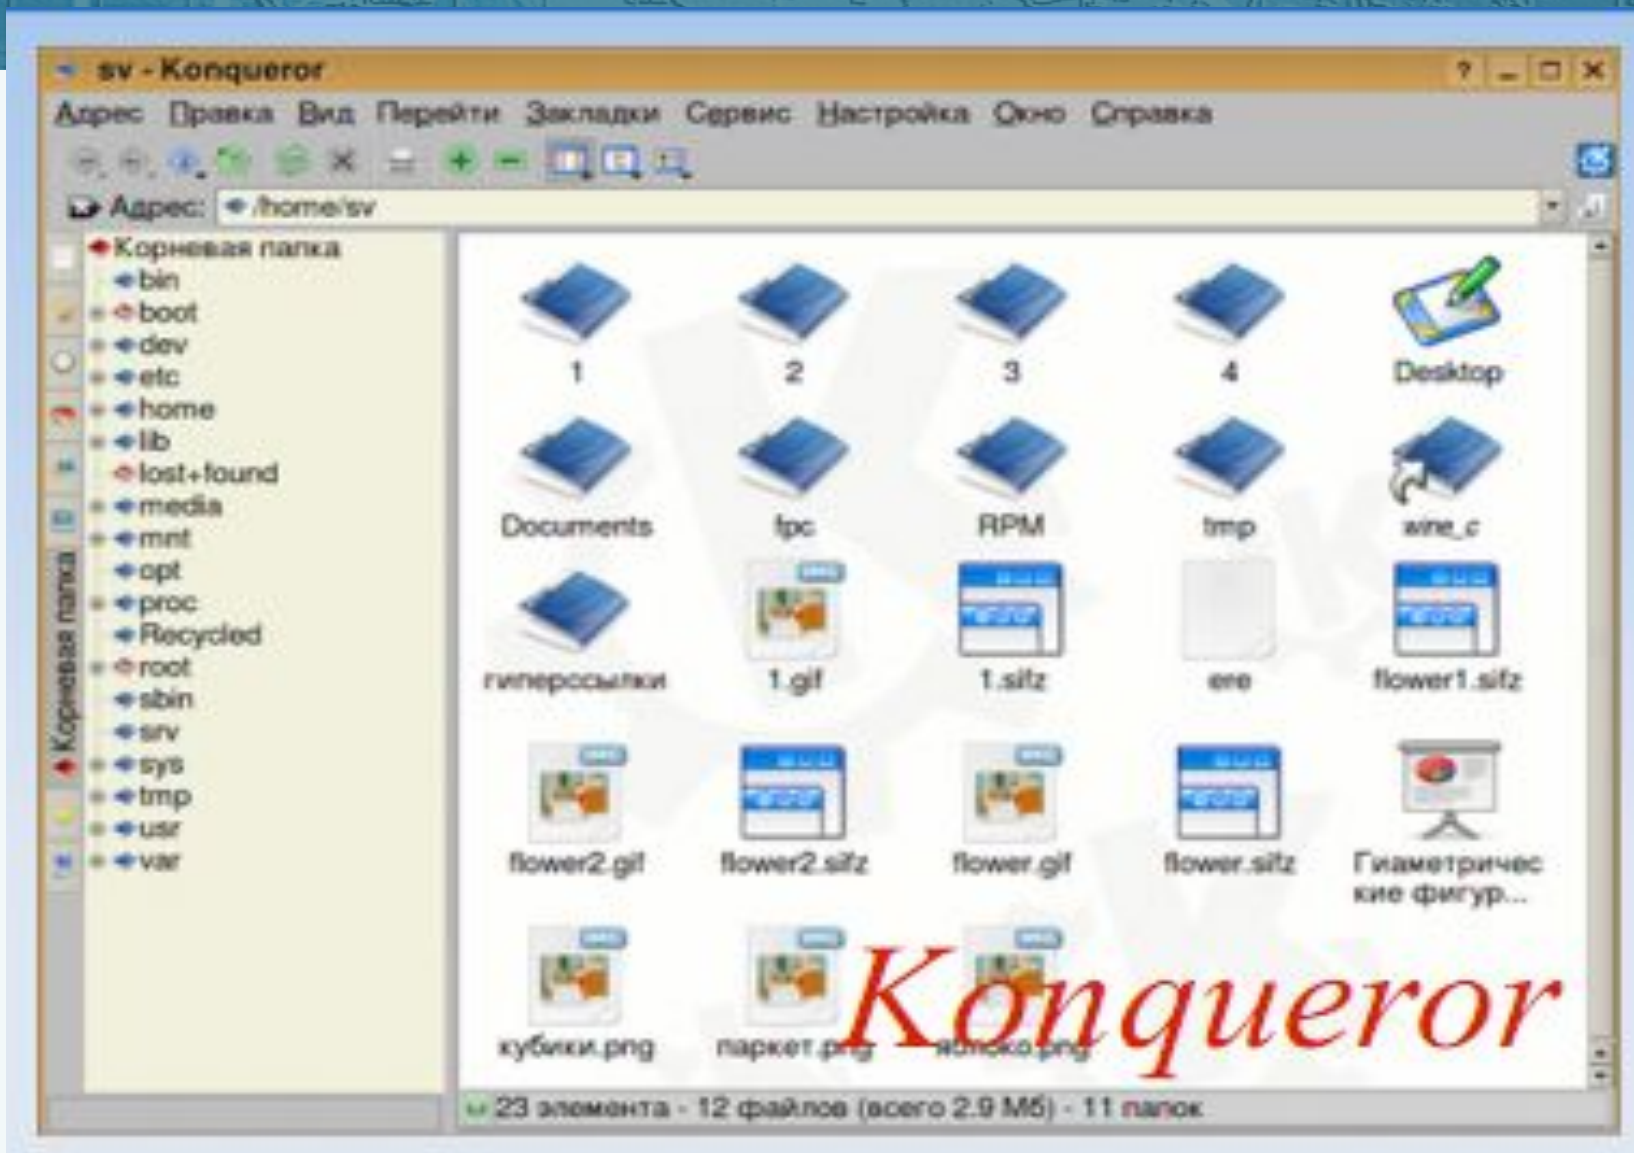 sv - Konqueror
Адрес Правка Вид Перейти Закладки Сервис Настройка Окно Справка
Адрес: /home/sv
Корневая папка
bin
boot
dev
etc
home
lib
lost+found
media
mnt
opt
proc
Recycled
root
sbin
srv
sys
tmp
usr
var
Корневая папка
1 2 3 4 Desktop
Documents fpc RPM tmp wine_c
гиперссылки 1.gif 1.sifz ere flower1.sifz
flower2.gif flower2.sifz flower.gif flower.sifz Гиаметричес
кие фигур...
кубики.png паркет.png яблоко.png
Konqueror
23 элемента - 12 файлов (всего 2.9 Мб) - 11 папок